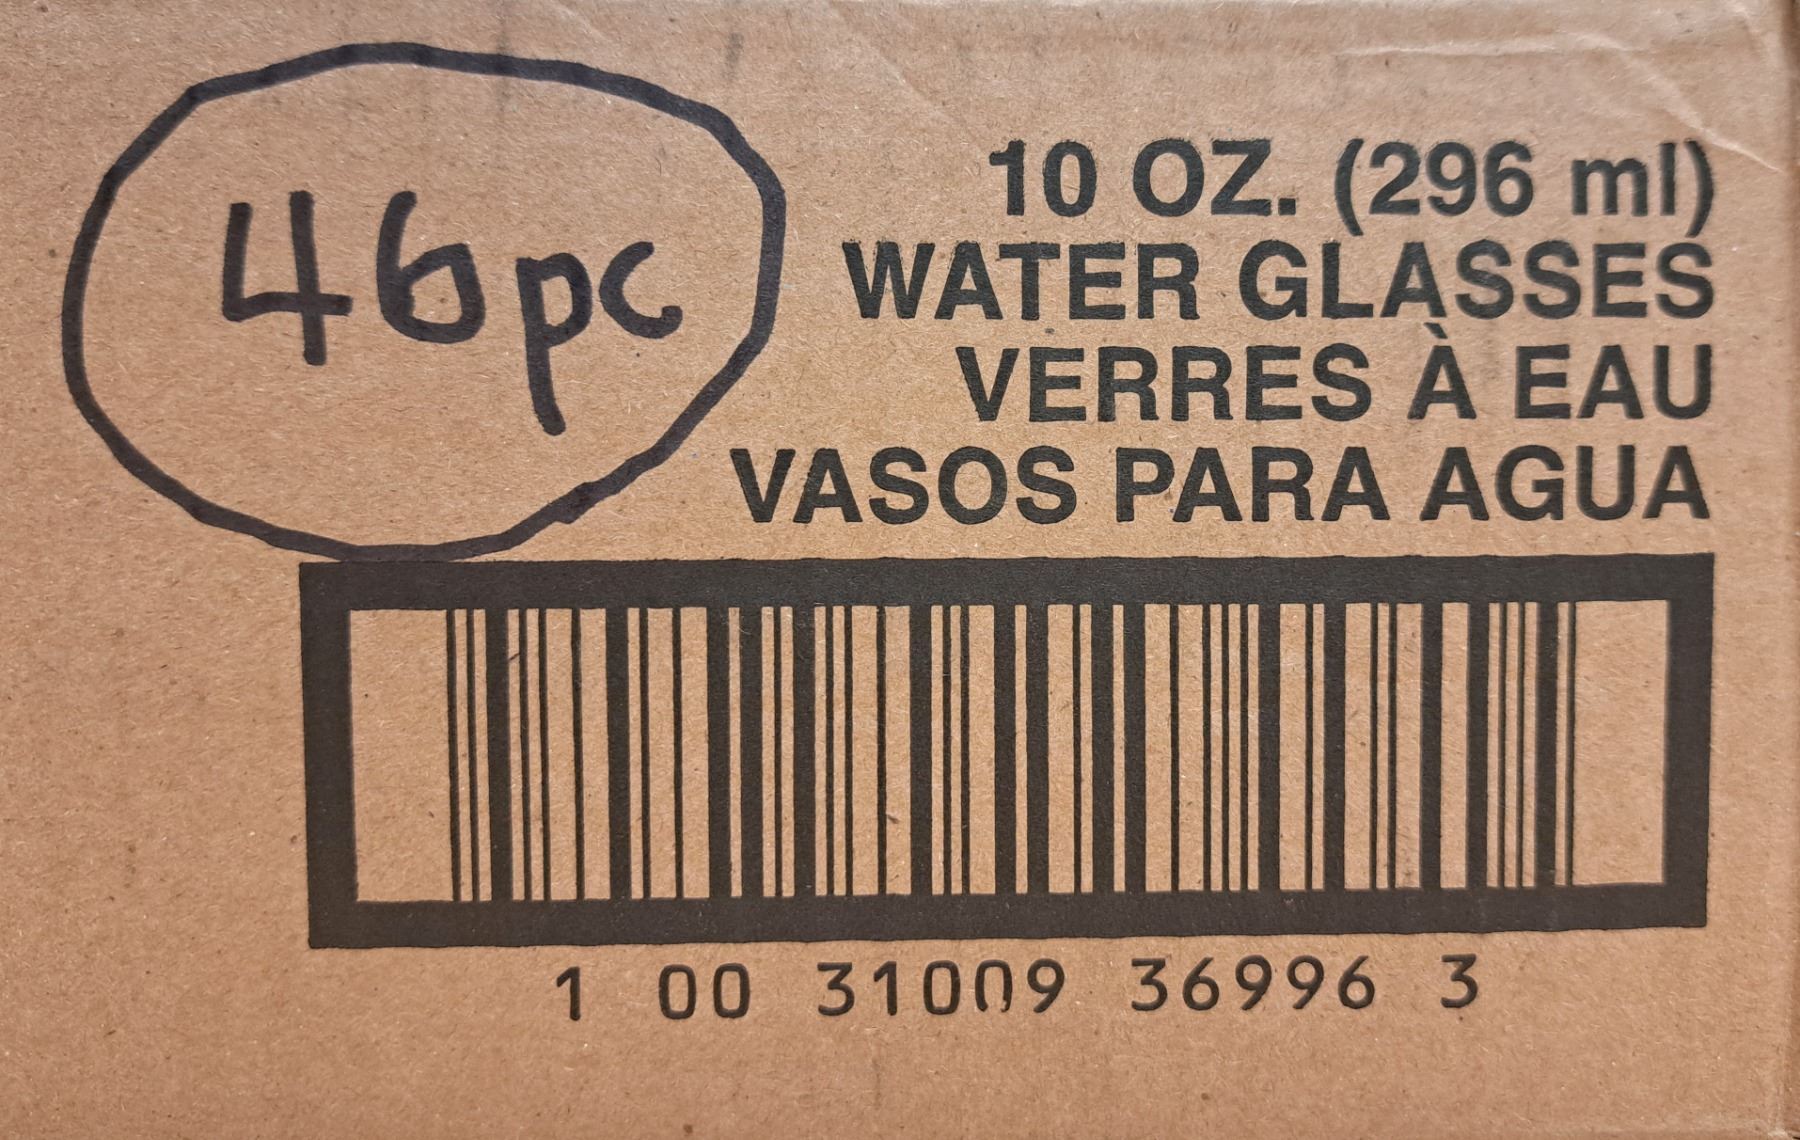 46pc
10 OZ. (296 ml)
WATER GLASSES
VERRES À EAU
VASOS PARA AGUA
1 00 31009 36996 3